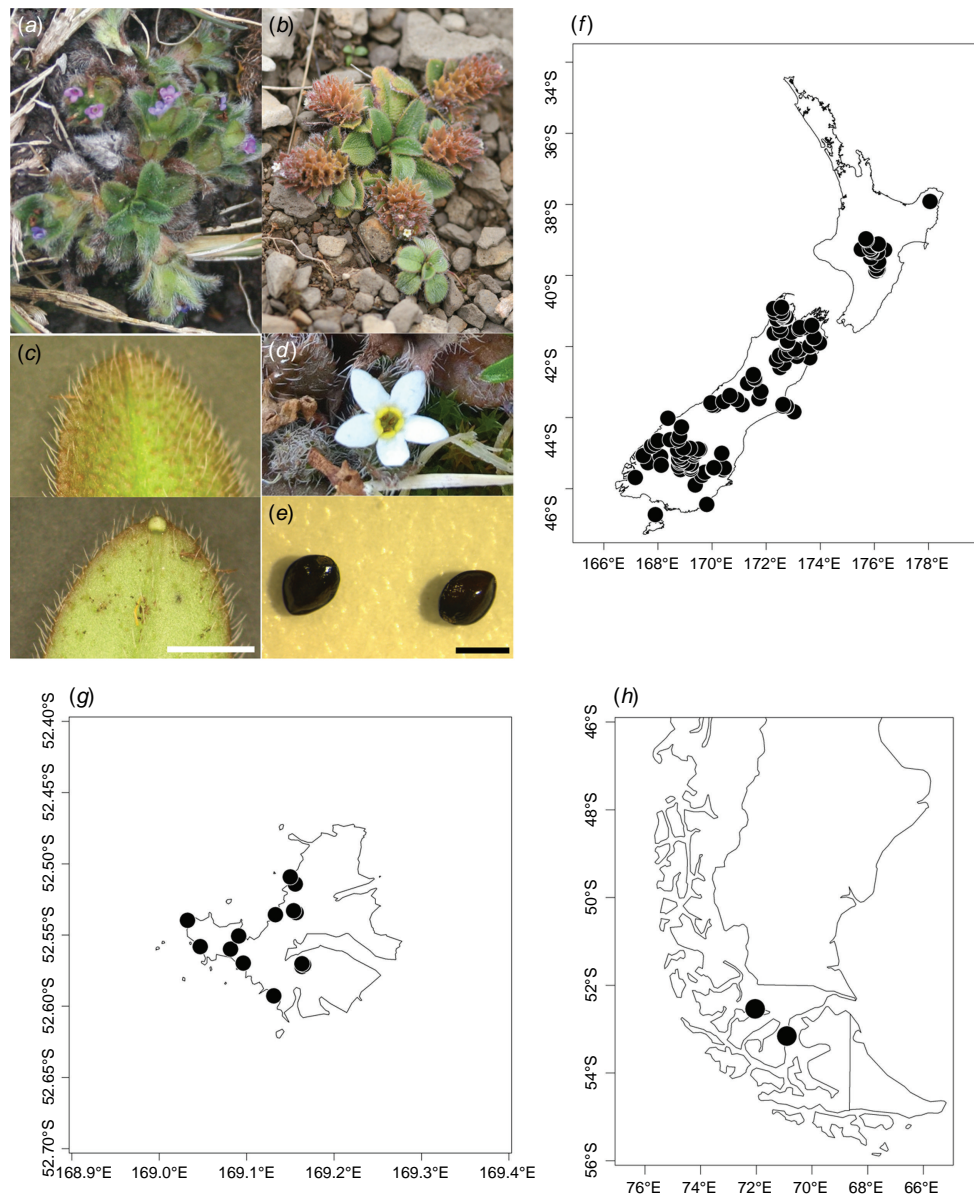 (a)
(b)
(c)
(d)
(e)
(f)
34°S
36°S
38°S
40°S
42°S
44°S
46°S
166°E 168°E 170°E 172°E 174°E 176°E 178°E
(g)
52.40°S
52.45°S
52.50°S
52.55°S
52.60°S
52.65°S
52.70°S
168.9°E 169.0°E 169.1°E 169.2°E 169.3°E 169.4°E
(h)
46°S
48°S
50°S
52°S
54°S
56°S
76°E 74°E 72°E 70°E 68°E 66°E